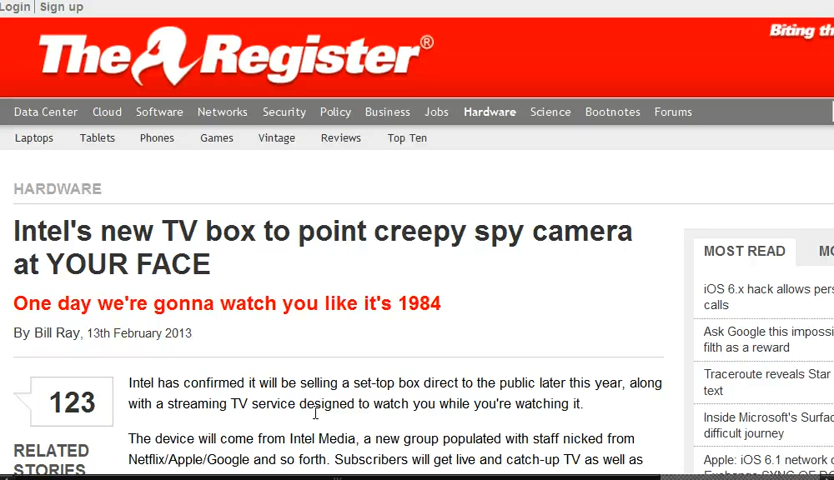 Login | Sign up
Biting th
The Register®
Data Center Cloud Software Networks Security Policy Business Jobs Hardware Science Bootnotes Forums
Laptops Tablets Phones Games Vintage Reviews Top Ten
HARDWARE
Intel's new TV box to point creepy spy camera
at YOUR FACE
One day we're gonna watch you like it's 1984
By Bill Ray, 13th February 2013
123
Intel has confirmed it will be selling a set-top box direct to the public later this year, along
with a streaming TV service designed to watch you while you're watching it.
The device will come from Intel Media, a new group populated with staff nicked from
Netflix/Apple/Google and so forth. Subscribers will get live and catch-up TV as well as
RELATED
STORIES
MOST READ MO
iOS 6.x hack allows pers
calls
Ask Google this impossi
filth as a reward
Traceroute reveals Star
text
Inside Microsoft's Surfa
difficult journey
Apple: iOS 6.1 network o